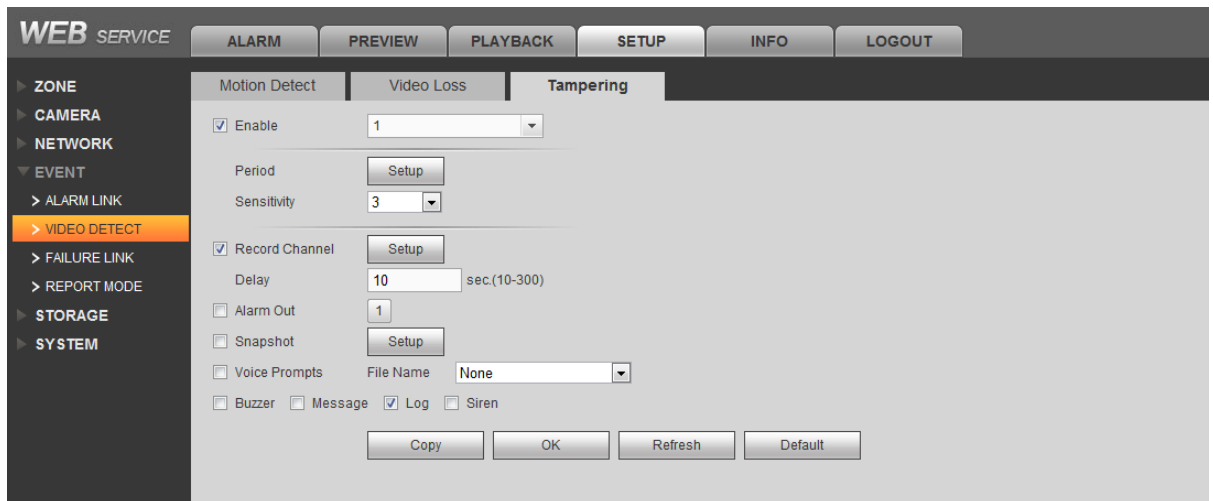 WEB SERVICE
ALARM PREVIEW PLAYBACK SETUP INFO LOGOUT
ZONE
CAMERA
NETWORK
EVENT
> ALARM LINK
> VIDEO DETECT
> FAILURE LINK
> REPORT MODE
STORAGE
SYSTEM
Motion Detect Video Loss Tampering
Enable 1
Period Setup
Sensitivity 3
Record Channel Setup
Delay 10 sec.(10-300)
Alarm Out 1
Snapshot Setup
Voice Prompts File Name None
Buzzer Message Log Siren
Copy OK Refresh Default